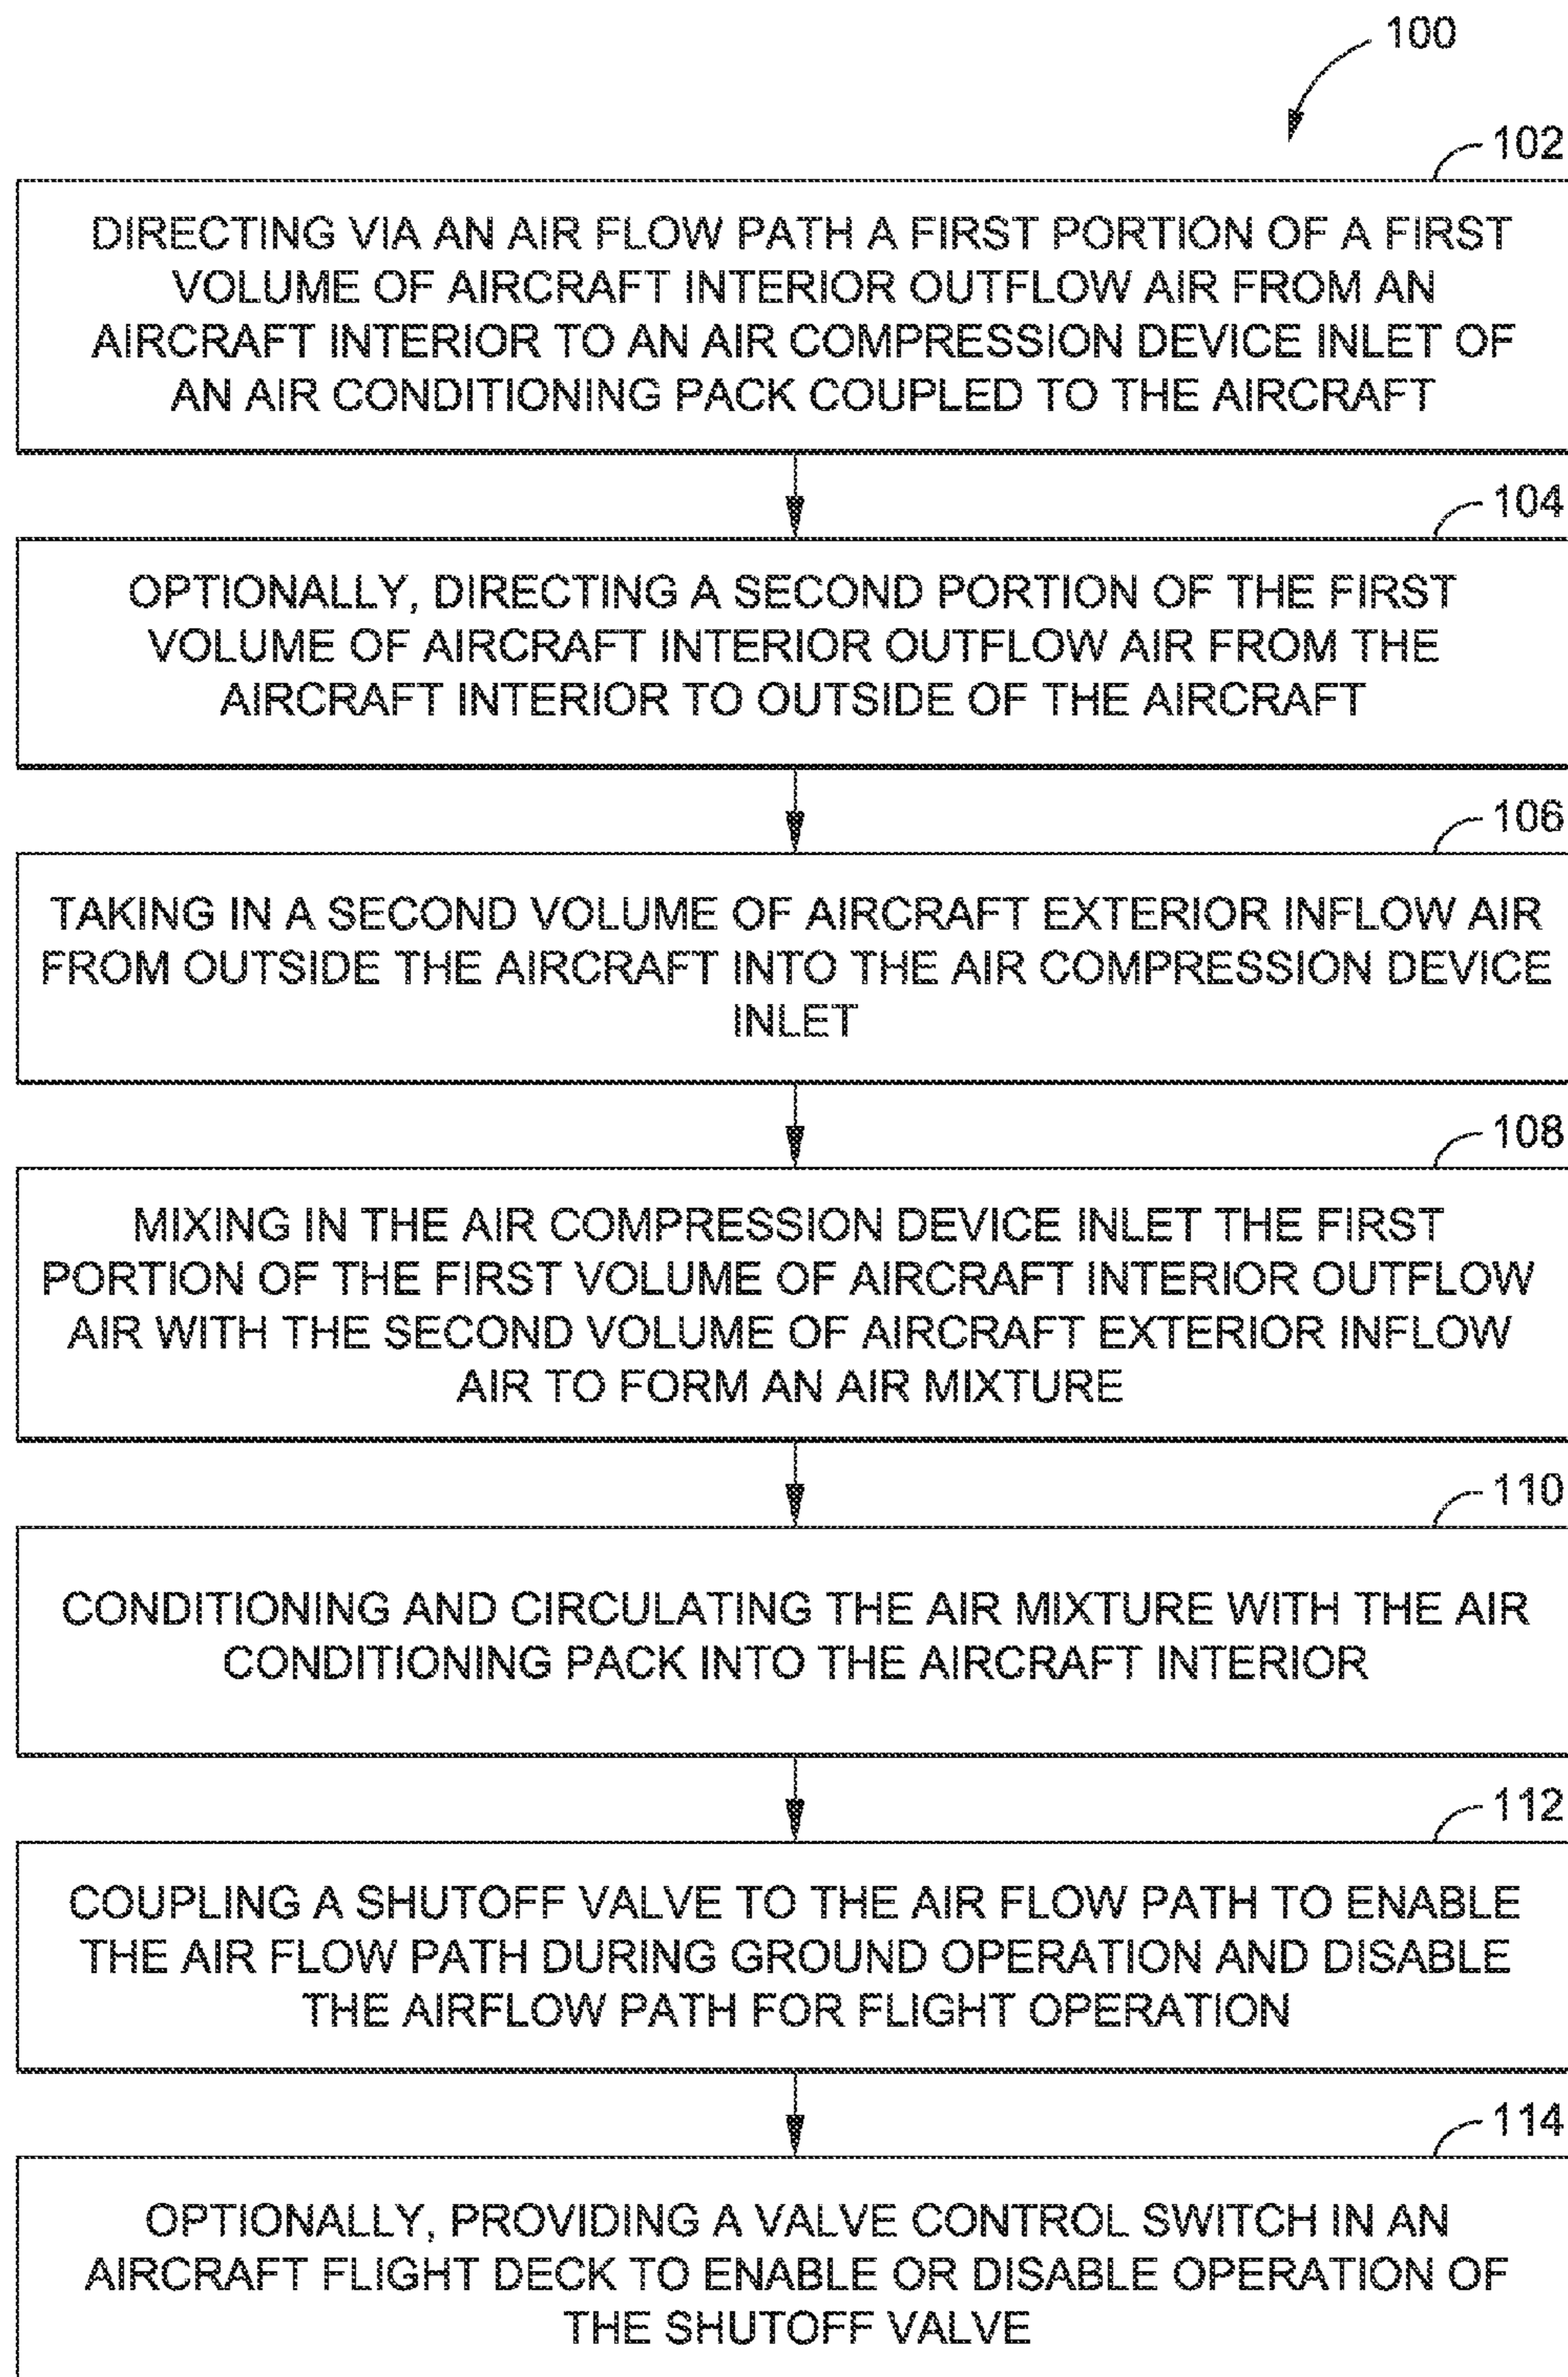 100
102
DIRECTING VIA AN AIR FLOW PATH A FIRST PORTION OF A FIRST
VOLUME OF AIRCRAFT INTERIOR OUTFLOW AIR FROM AN
AIRCRAFT INTERIOR TO AN AIR COMPRESSION DEVICE INLET OF
AN AIR CONDITIONING PACK COUPLED TO THE AIRCRAFT
104
OPTIONALLY, DIRECTING A SECOND PORTION OF THE FIRST
VOLUME OF AIRCRAFT INTERIOR OUTFLOW AIR FROM THE
AIRCRAFT INTERIOR TO OUTSIDE OF THE AIRCRAFT
106
TAKING IN A SECOND VOLUME OF AIRCRAFT EXTERIOR INFLOW AIR
FROM OUTSIDE THE AIRCRAFT INTO THE AIR COMPRESSION DEVICE
INLET
108
MIXING IN THE AIR COMPRESSION DEVICE INLET THE FIRST
PORTION OF THE FIRST VOLUME OF AIRCRAFT INTERIOR OUTFLOW
AIR WITH THE SECOND VOLUME OF AIRCRAFT EXTERIOR INFLOW
AIR TO FORM AN AIR MIXTURE
110
CONDITIONING AND CIRCULATING THE AIR MIXTURE WITH THE AIR
CONDITIONING PACK INTO THE AIRCRAFT INTERIOR
112
COUPLING A SHUTOFF VALVE TO THE AIR FLOW PATH TO ENABLE
THE AIR FLOW PATH DURING GROUND OPERATION AND DISABLE
THE AIRFLOW PATH FOR FLIGHT OPERATION
114
OPTIONALLY, PROVIDING A VALVE CONTROL SWITCH IN AN
AIRCRAFT FLIGHT DECK TO ENABLE OR DISABLE OPERATION OF
THE SHUTOFF VALVE